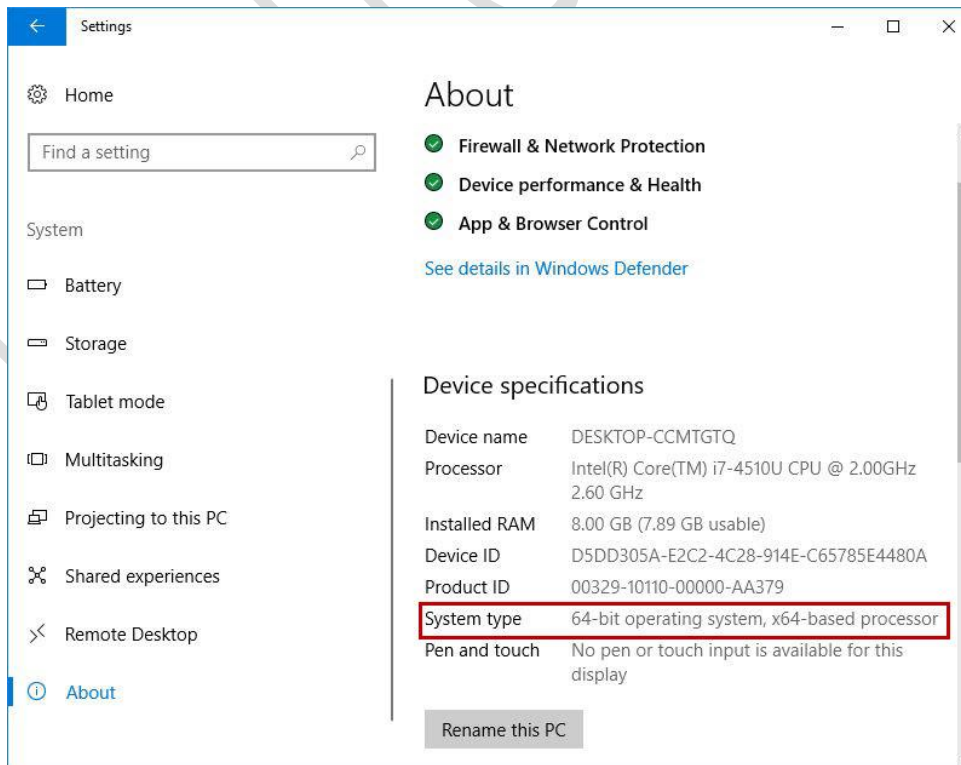 Settings
Home
Find a setting
System
Battery
Storage
Tablet mode
Multitasking
Projecting to this PC
Shared experiences
Remote Desktop
About
About
Firewall & Network Protection
Device performance & Health
App & Browser Control
See details in Windows Defender
Device specifications
Device name DESKTOP-CCMTGTQ
Processor Intel(R) Core(TM) i7-4510U CPU @ 2.00GHz
2.60 GHz
Installed RAM 8.00 GB (7.89 GB usable)
Device ID D5DD305A-E2C2-4C28-914E-C65785E4480A
Product ID 00329-10110-00000-AA379
System type 64-bit operating system, x64-based processor
Pen and touch No pen or touch input is available for this
display
Rename this PC